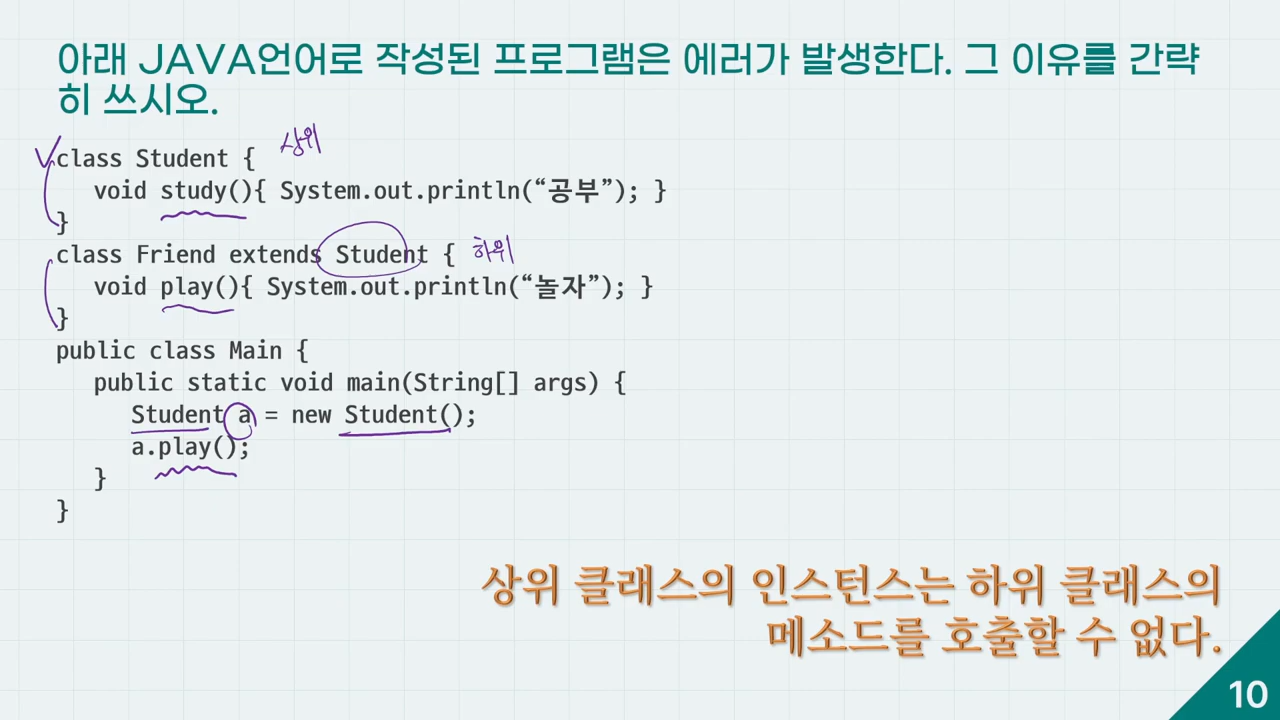 아래 JAVA언어로 작성된 프로그램은 에러가 발생한다. 그 이유를 간략
히 쓰시오.
class Student { 상위
void study(){ System.out.println(“공부”); }
}
class Friend extends Student { 하위
void play(){ System.out.println(“놀자”); }
}
public class Main {
public static void main(String[] args) {
Student a = new Student();
a.play();
}
}
상위 클래스의 인스턴스는 하위 클래스의
메소드를 호출할 수 없다.
10